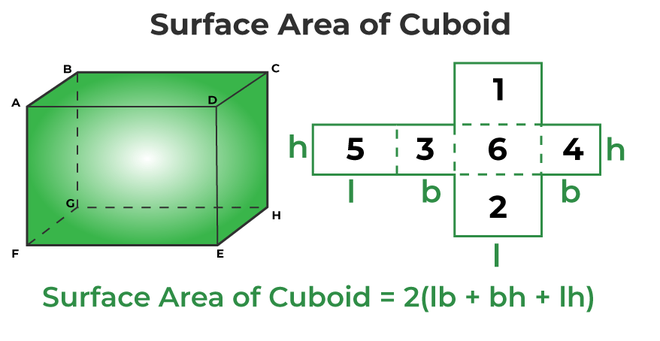 Surface Area of Cuboid
B
C
A
D
G
H
F
E
1
h 5 3 6 4 h
l b b
2
l
Surface Area of Cuboid = 2(lb + bh + lh)